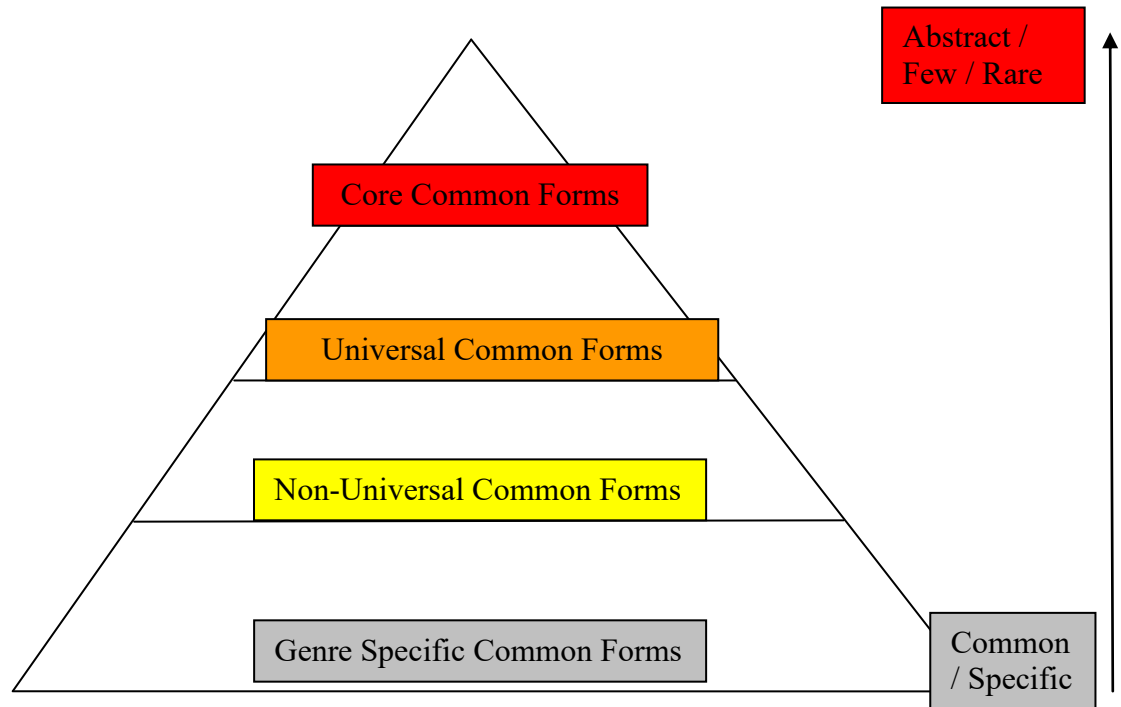 Abstract /
Few / Rare
Core Common Forms
Universal Common Forms
Non-Universal Common Forms
Genre Specific Common Forms
Common
/ Specific